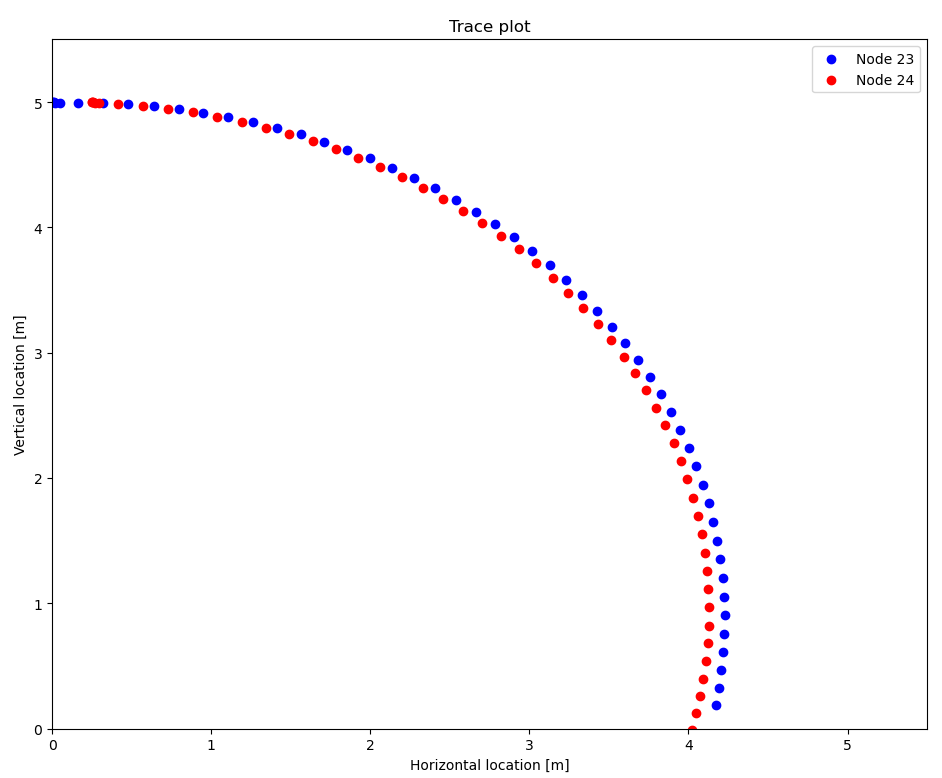 Trace plot
Node 23
Node 24
5
4
3
2
1
0
Vertical location [m]
0 1 2 3 4 5
Horizontal location [m]